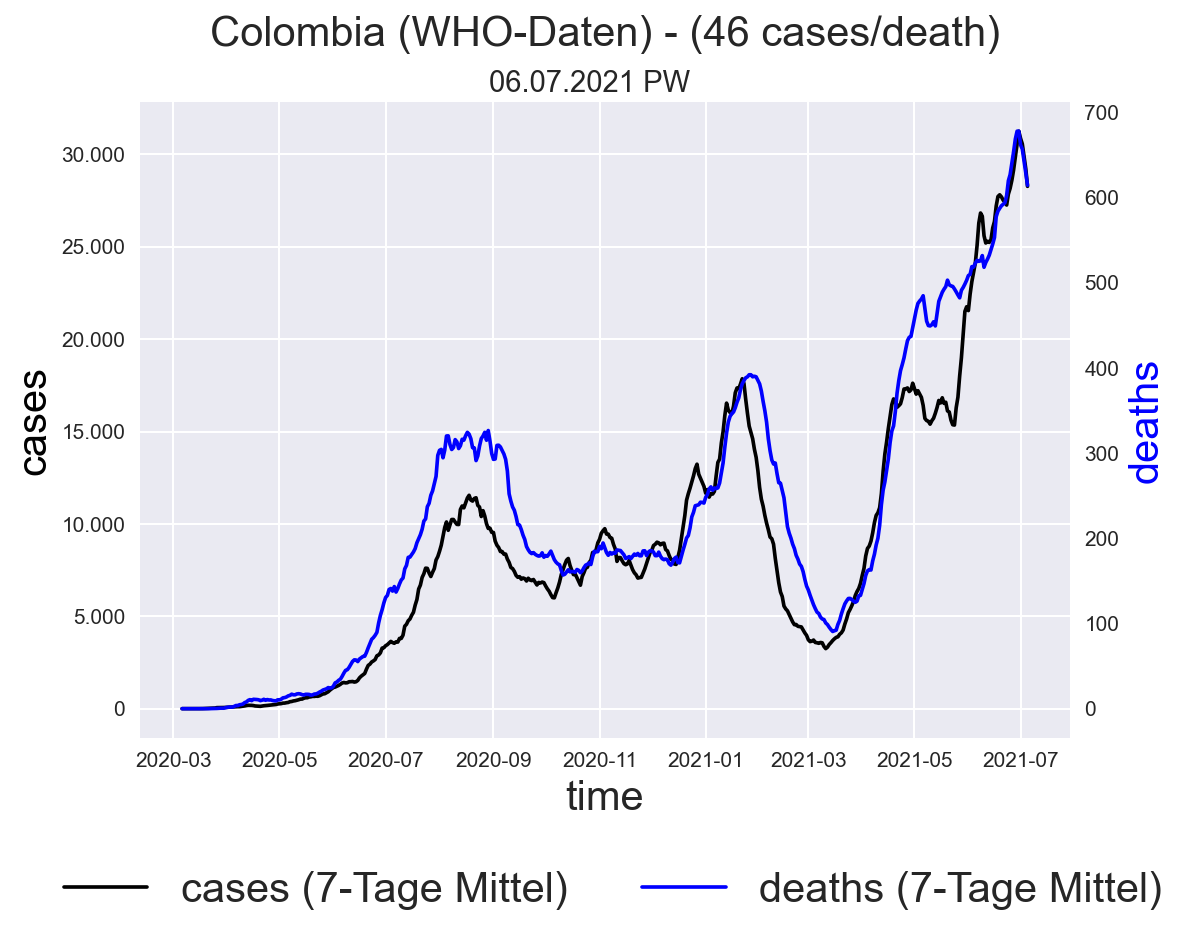 Colombia (WHO-Daten) - (46 cases/death)
06.07.2021 PW
700
30.000
600
25.000
500
20.000
400
cases
deaths
15.000
300
10.000
200
5.000
100
0
0
2020-03 2020-05 2020-07 2020-09 2020-11 2021-01 2021-03 2021-05 2021-07
time
cases (7-Tage Mittel) deaths (7-Tage Mittel)